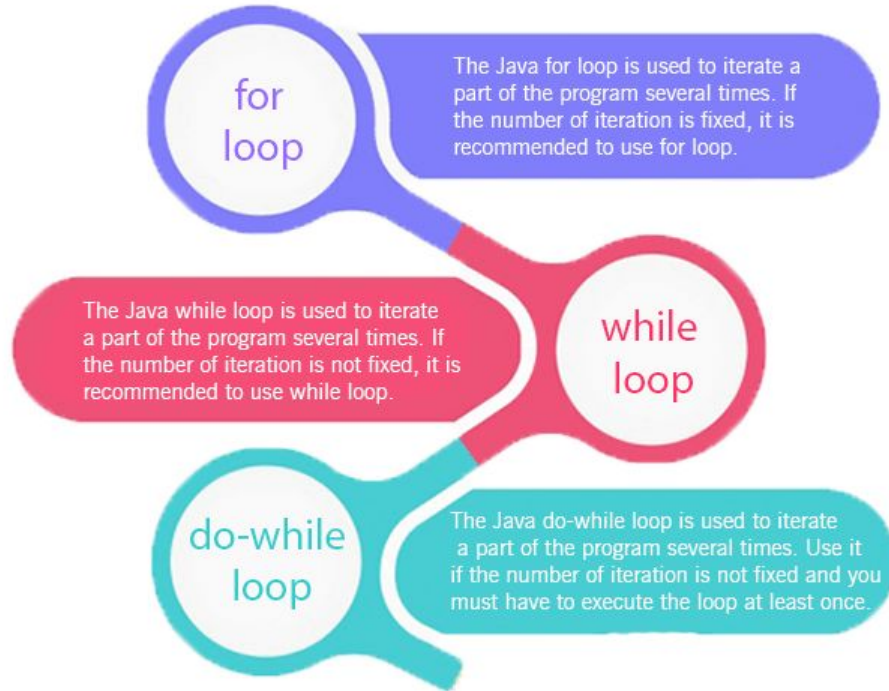 for
loop
The Java for loop is used to iterate a
part of the program several times. If
the number of iteration is fixed, it is
recommended to use for loop.
The Java while loop is used to iterate
a part of the program several times. If
the number of iteration is not fixed, it is
recommended to use while loop.
while
loop
do-while
loop
The Java do-while loop is used to iterate
a part of the program several times. Use it
if the number of iteration is not fixed and you
must have to execute the loop at least once.